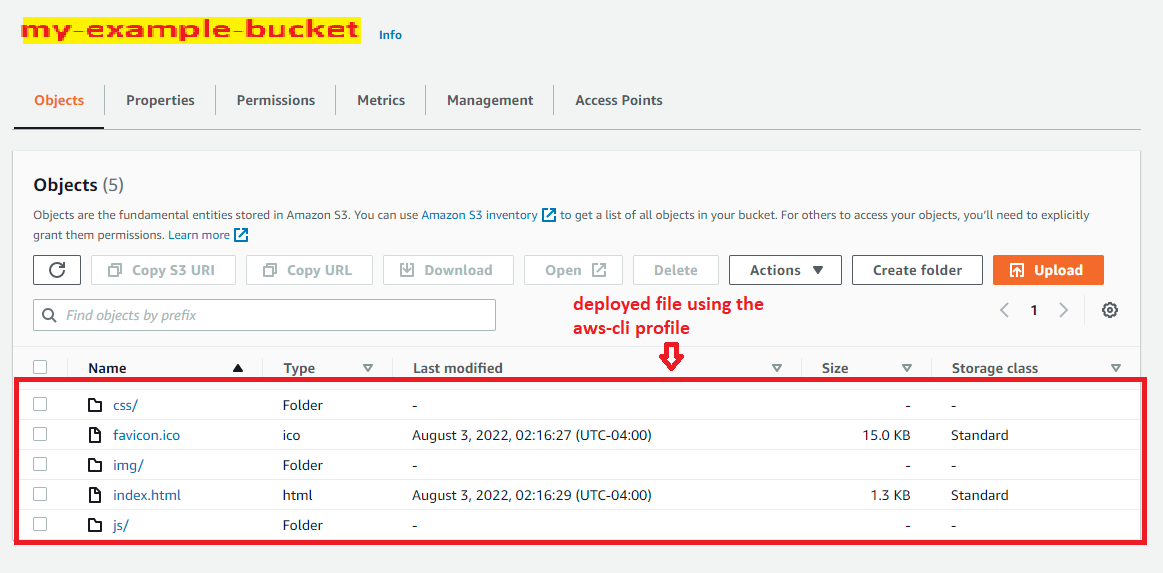 my-example-bucket Info
Objects Properties Permissions Metrics Management Access Points
Objects (5)
Objects are the fundamental entities stored in Amazon S3. You can use Amazon S3 inventory to get a list of all objects in your bucket. For others to access your objects, you'll need to explicitly
grant them permissions. Learn more
Copy S3 URI Copy URL Download Open Delete Actions Create folder Upload
Find objects by prefix
deployed file using the
aws-cli profile
1
Name Type Last modified Size Storage class
css/ Folder - - -
favicon.ico ico August 3, 2022, 02:16:27 (UTC-04:00) 15.0 KB Standard
img/ Folder - - -
index.html html August 3, 2022, 02:16:29 (UTC-04:00) 1.3 KB Standard
js/ Folder - - -